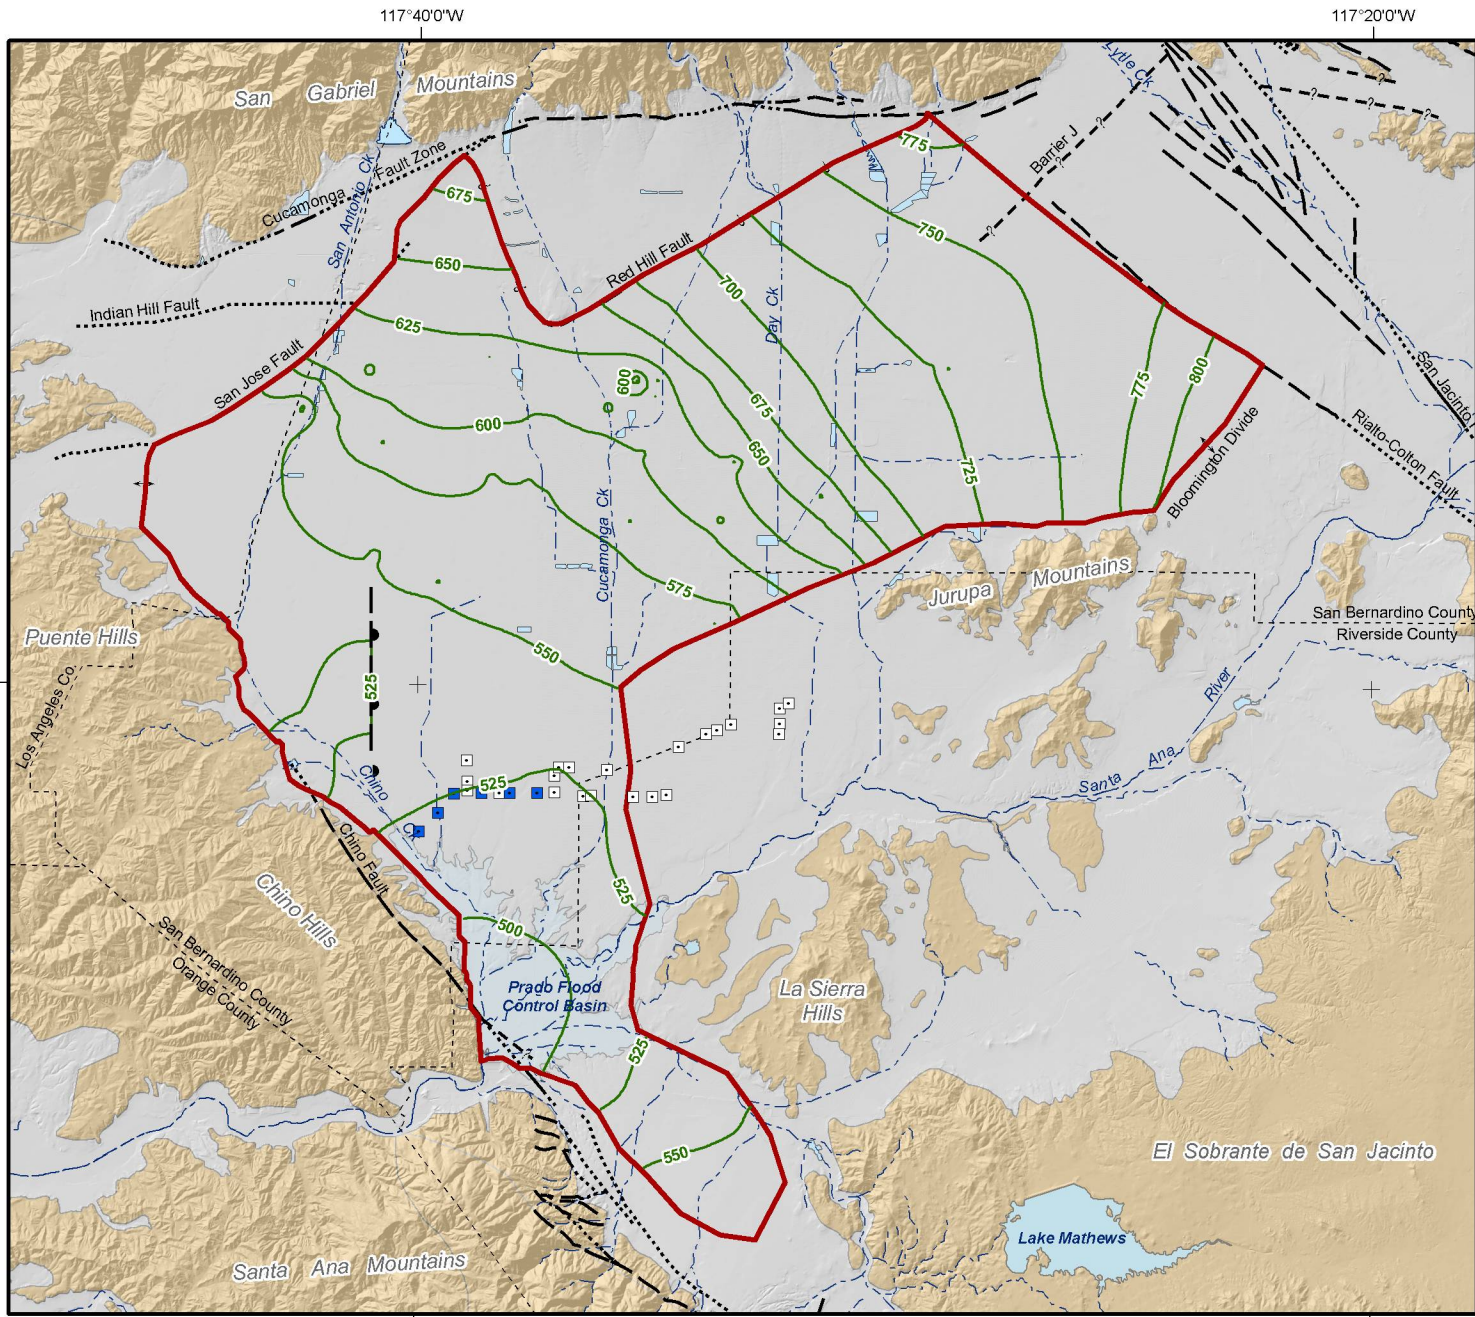 117°40'0"W
117°20'0"W
San Gabriel Mountains
Lytle Ck
Cucamonga Fault Zone
San Antonio Ck
Barrier J
?
?
?
?
?
?
?
?
775
675
650
750
Red Hill Fault
Indian Hill Fault
625
700
Day Ck
San Jose Fault
600
775
800
San Jacinto
675
600
650
725
Bloomington Divide
Rialto-Colton Fault
Cucamonga Ck
575
Jurupa Mountains
San Bernardino County
Riverside County
Puente Hills
550
525
Los Angeles Co.
River
Santa Ana
Chino Ck
525
Chino Fault
Chino Hills
525
500
San Bernardino County
Orange County
Prado Flood
Control Basin
La Sierra
Hills
525
550
El Sobrante de San Jacinto
Lake Mathews
Santa Ana Mountains